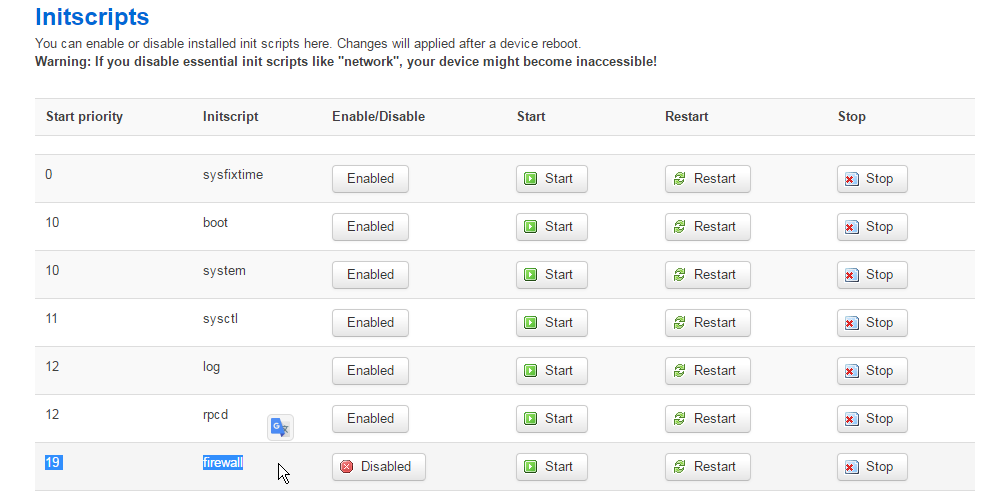 Initscripts
You can enable or disable installed init scripts here. Changes will applied after a device reboot.
Warning: If you disable essential init scripts like "network", your device might become inaccessible!
Start priority Initscript Enable/Disable Start Restart Stop
0 sysfixtime Enabled Start Restart Stop
10 boot Enabled Start Restart Stop
10 system Enabled Start Restart Stop
11 sysctl Enabled Start Restart Stop
12 log Enabled Start Restart Stop
12 rpcd Enabled Start Restart Stop
19 firewall Disabled Start Restart Stop